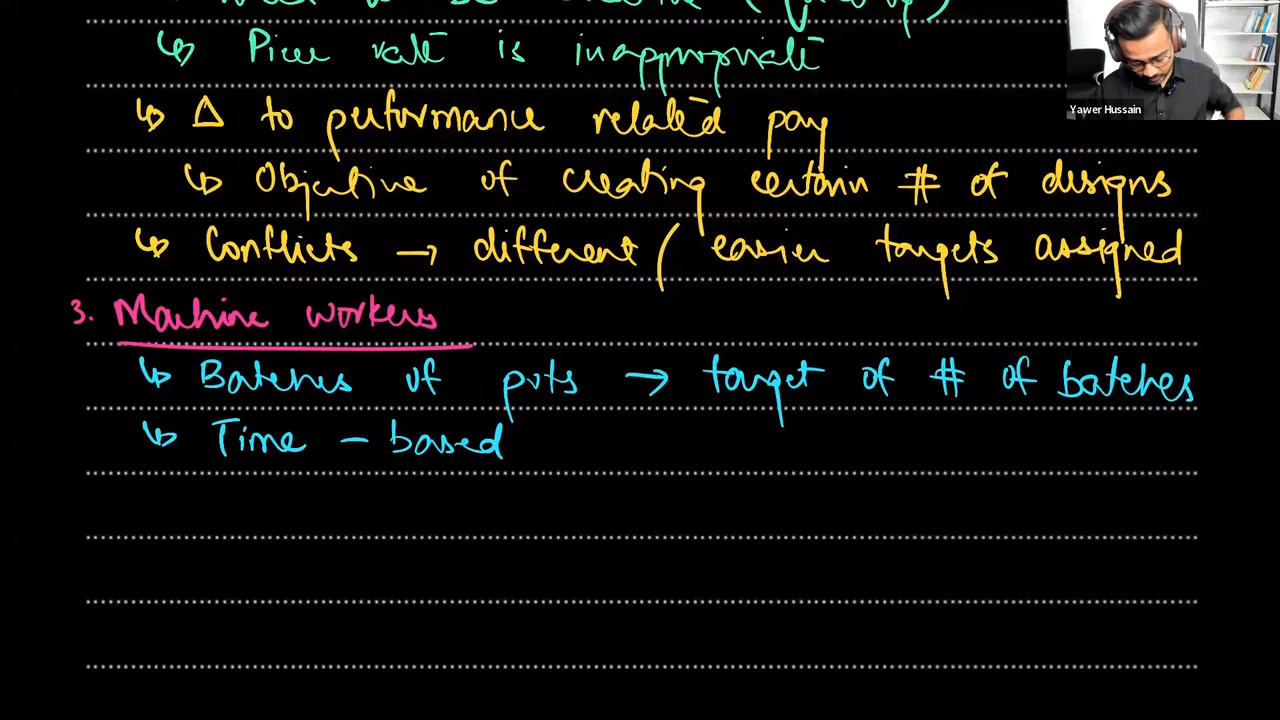 ↳ Piece rate is inappropriate
Yawer Hussain
↳ Δ to performance related pay
↳ Objective of creating certain # of designs
↳ Conflicts → different / easier targets assigned
3. Machine workers
↳ Batches of pots → target of # of batches
↳ Time - based